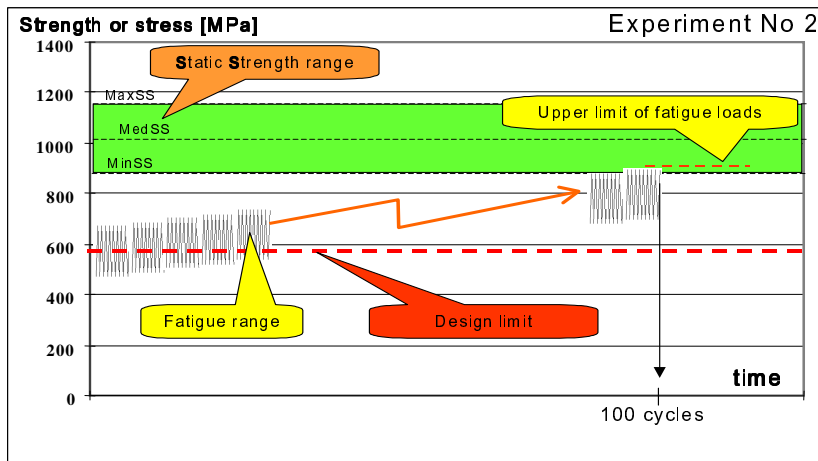 Strength or stress [MPa]
Experiment No 2
1400
Static Strength range
1200
MaxSS
Upper limit of fatigue loads
MedSS
1000
MinSS
800
600
400
Fatigue range
Design limit
200
time
0
100 cycles